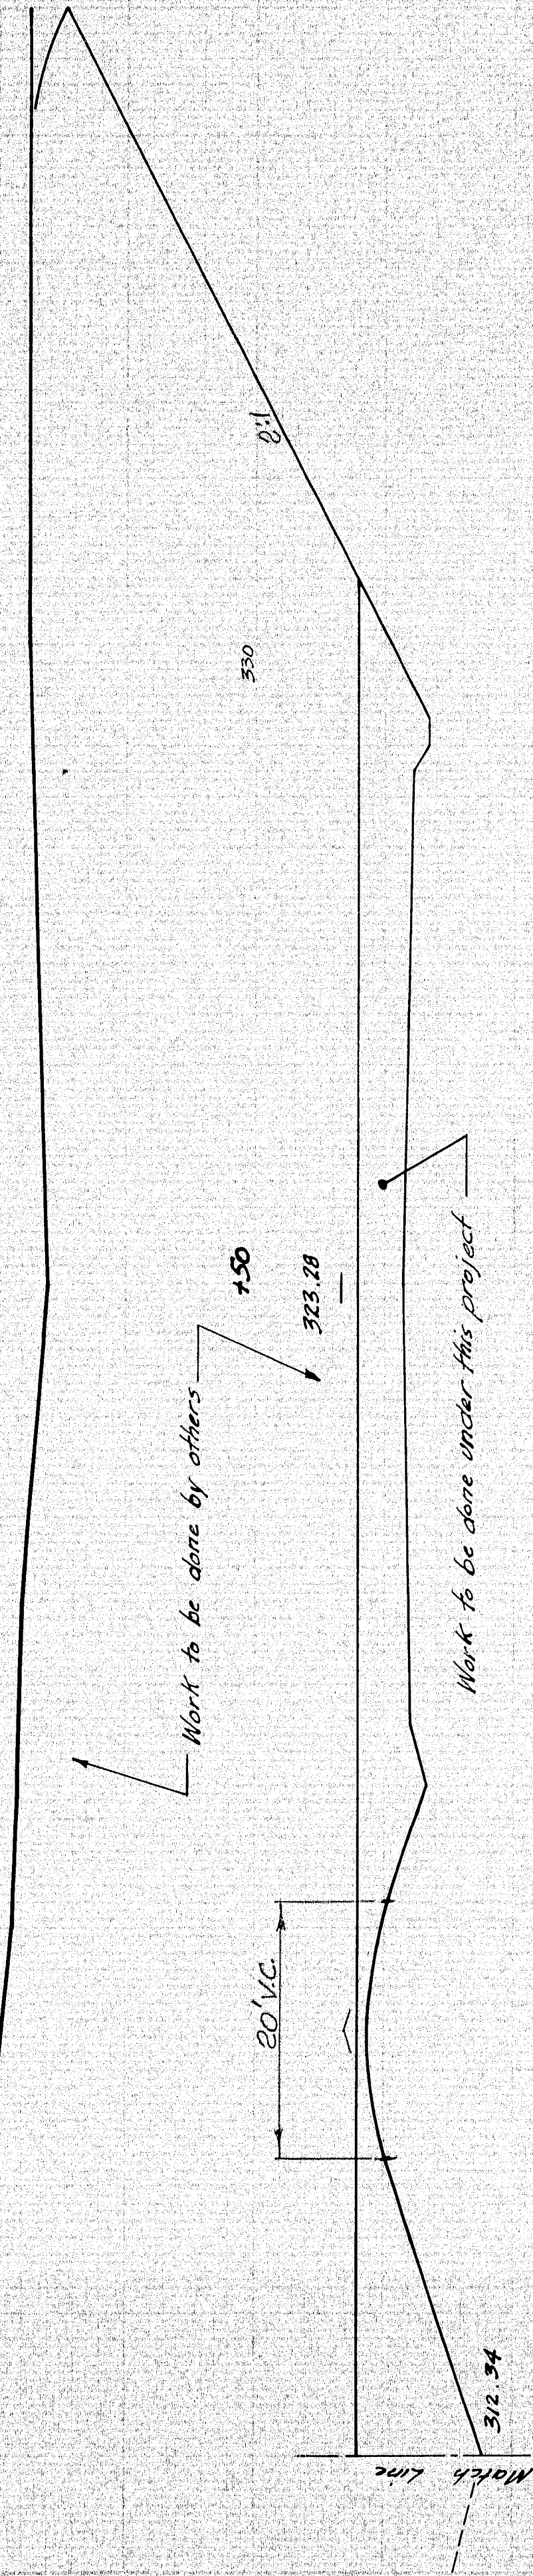 2:1
330
+50
323.28
Work to be done by others
Work to be done under this project
20' V.C.
312.34
Match Line